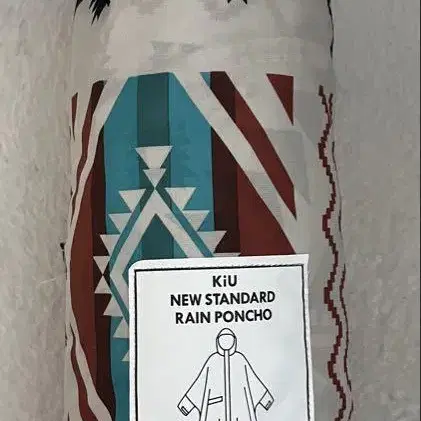 KiU
NEW STANDARD
RAIN PONCHO